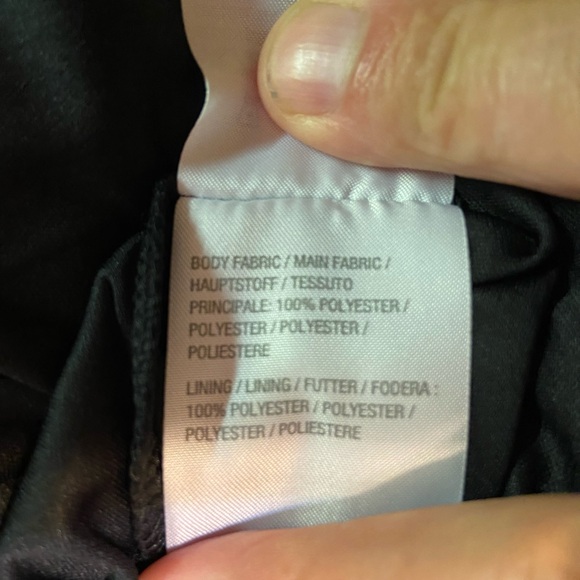 BODY FABRIC / MAIN FABRIC /
HAUPTSTOFF / TESSUTO
PRINCIPALE: 100% POLYESTER /
POLYESTER / POLYESTER /
POLIESTERE
LINING / LINING / FUTTER / FODERA :
100% POLYESTER / POLYESTER /
POLYESTER / POLIESTERE